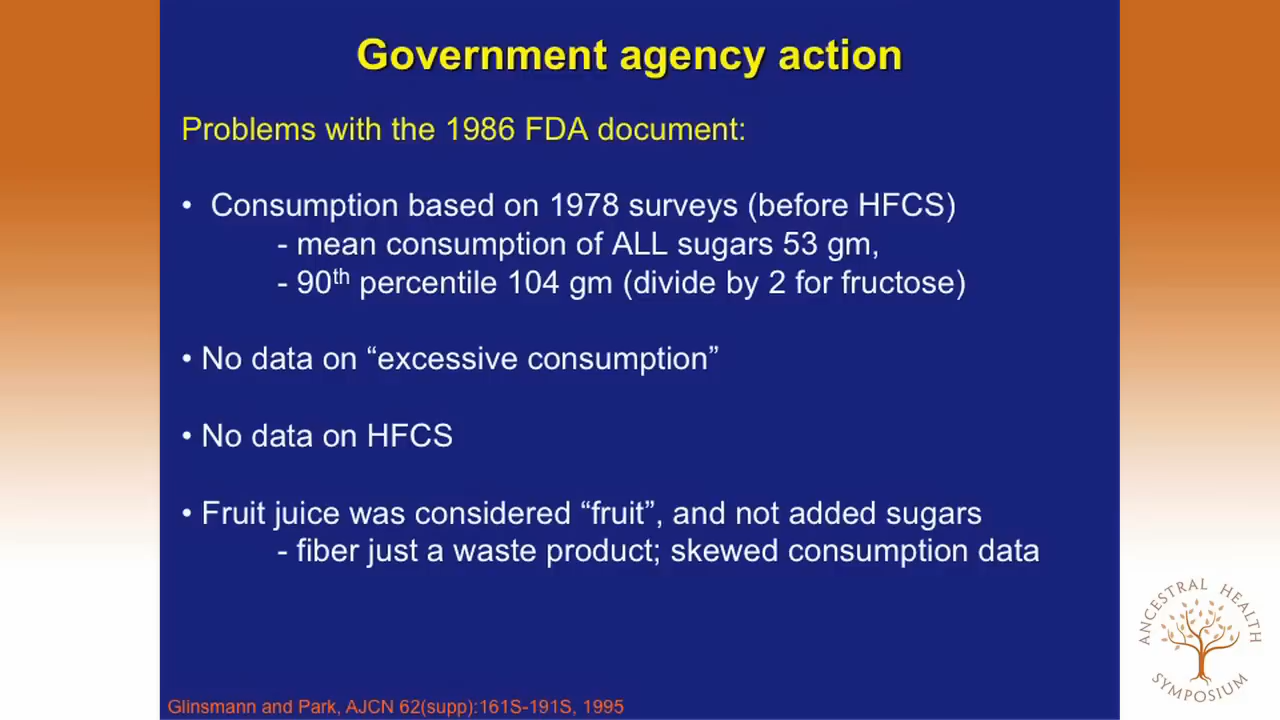 Government agency action
Problems with the 1986 FDA document:
• Consumption based on 1978 surveys (before HFCS)
- mean consumption of ALL sugars 53 gm,
- 90th percentile 104 gm (divide by 2 for fructose)
• No data on “excessive consumption”
• No data on HFCS
• Fruit juice was considered “fruit”, and not added sugars
- fiber just a waste product; skewed consumption data
ANCESTRAL HEALTH
SYMPOSIUM
Glinsmann and Park, AJCN 62(supp):161S-191S, 1995